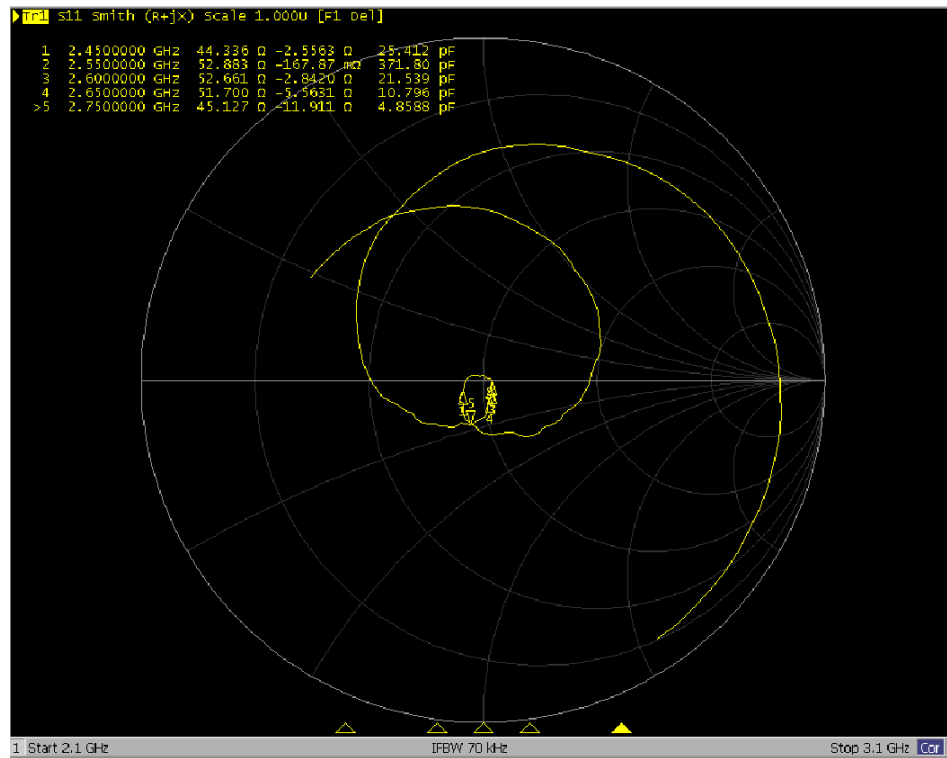 Tr1 S11 Smith (R+jX) Scale 1.000U [F1 Del]
1 2.4500000 GHz 44.336 Ω -2.5563 Ω 25.412 pF
2 2.5500000 GHz 52.883 Ω -167.87 mΩ 371.80 pF
3 2.6000000 GHz 52.661 Ω -2.8420 Ω 21.539 pF
4 2.6500000 GHz 51.700 Ω -5.5631 Ω 10.796 pF
>5 2.7500000 GHz 45.127 Ω -11.911 Ω 4.8588 pF
1 Start 2.1 GHz IFBW 70 kHz Stop 3.1 GHz Cor